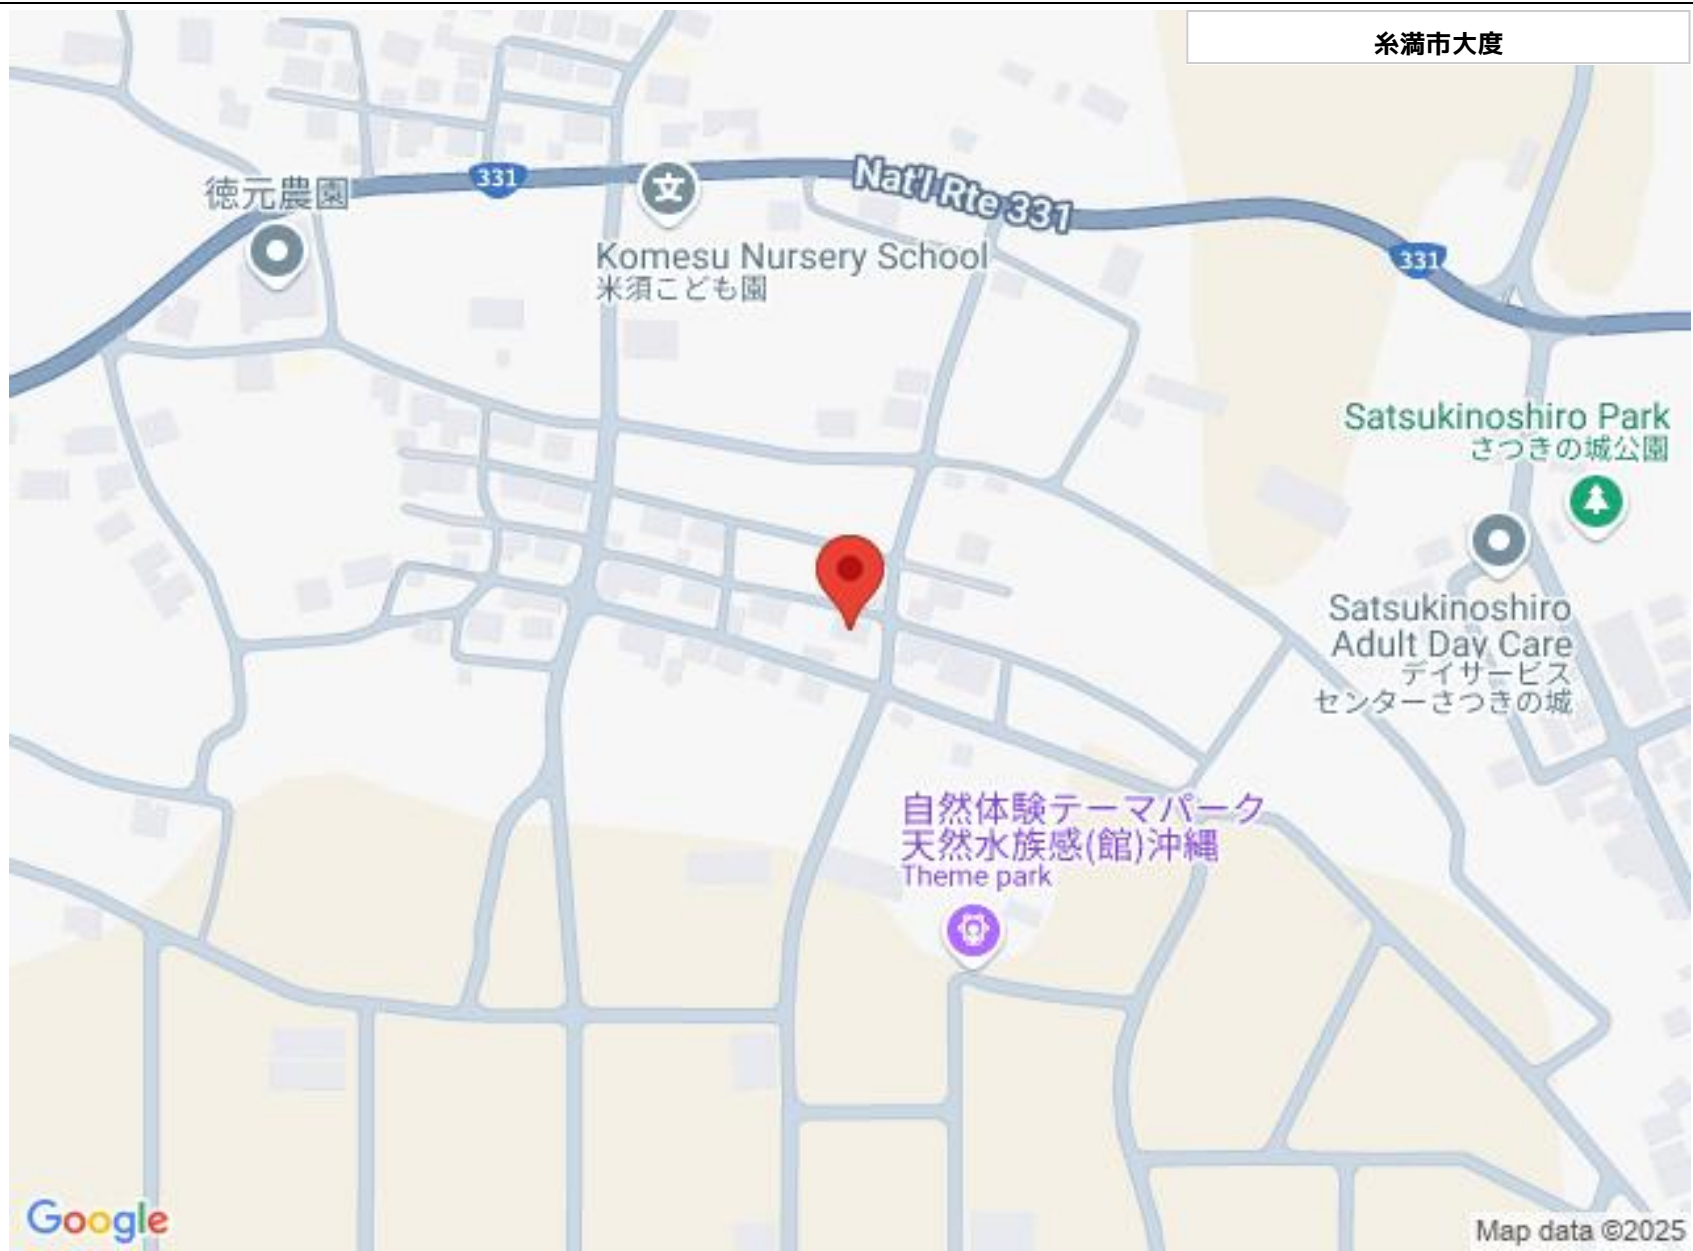 糸満市大度
331
Nat'l Rte 331
徳元農園
Komesu Nursery School
米須こども園
331
Satsukinoshiro Park
さつきの城公園
Satsukinoshiro
Adult Day Care
デイサービス
センターさつきの城
自然体験テーマパーク
天然水族感(館)沖縄
Theme park
文
Google
Map data ©2025